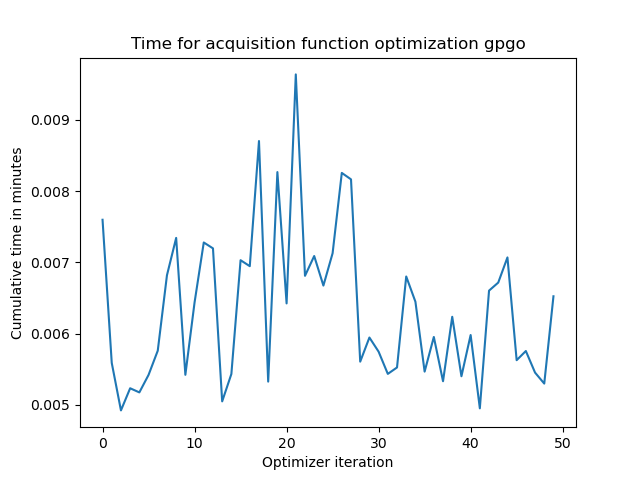 Time for acquisition function optimization gpgo
Cumulative time in minutes
0.009
0.008
0.007
0.006
0.005
0 10 20 30 40 50
Optimizer iteration